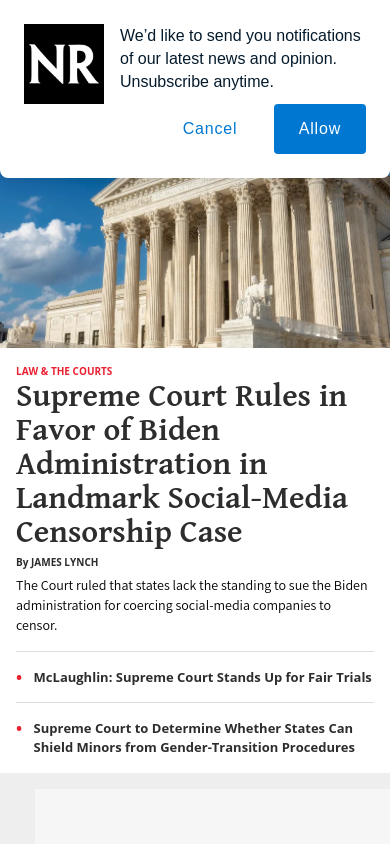 NR
We’d like to send you notifications
of our latest news and opinion.
Unsubscribe anytime.
Cancel
Allow
LAW & THE COURTS
Supreme Court Rules in
Favor of Biden
Administration in
Landmark Social-Media
Censorship Case
By JAMES LYNCH
The Court ruled that states lack the standing to sue the Biden
administration for coercing social-media companies to
censor.
• McLaughlin: Supreme Court Stands Up for Fair Trials
• Supreme Court to Determine Whether States Can
Shield Minors from Gender-Transition Procedures